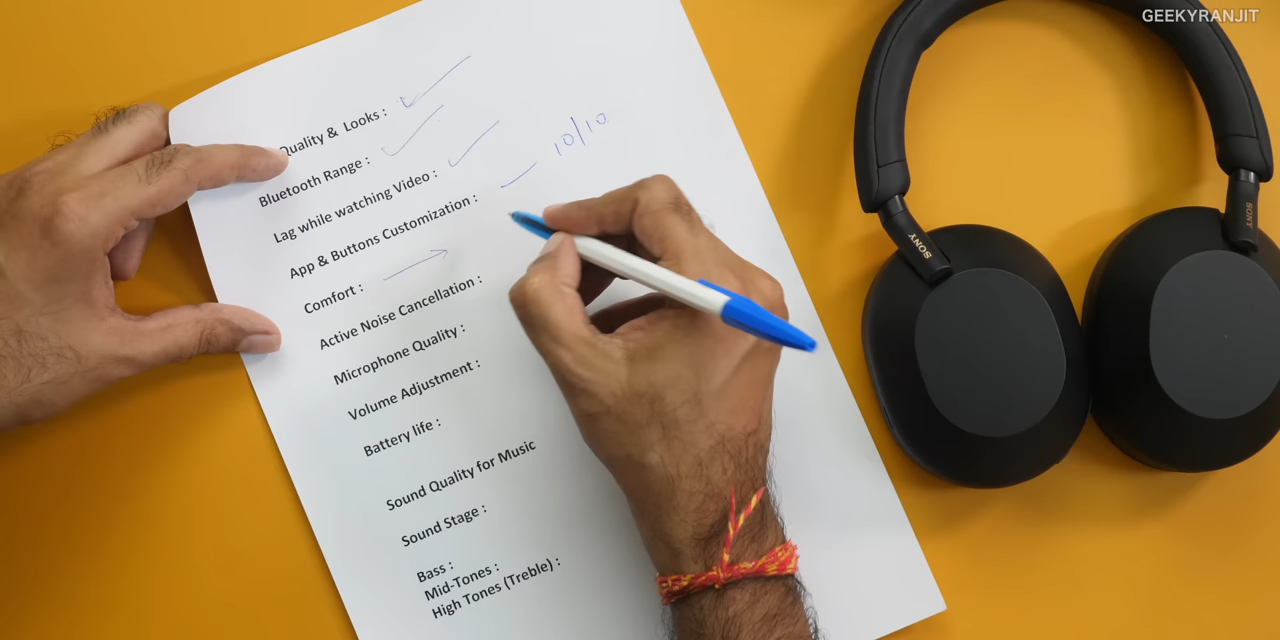 GEEKYRANJIT
Quality & Looks :
Bluetooth Range :
Lag while watching Video :
App & Buttons Customization : 10/10
Comfort :
Active Noise Cancellation :
Microphone Quality :
Volume Adjustment :
Battery life :
Sound Quality for Music
Sound Stage :
Bass :
Mid-Tones :
High Tones (Treble) :
SONY
SONY